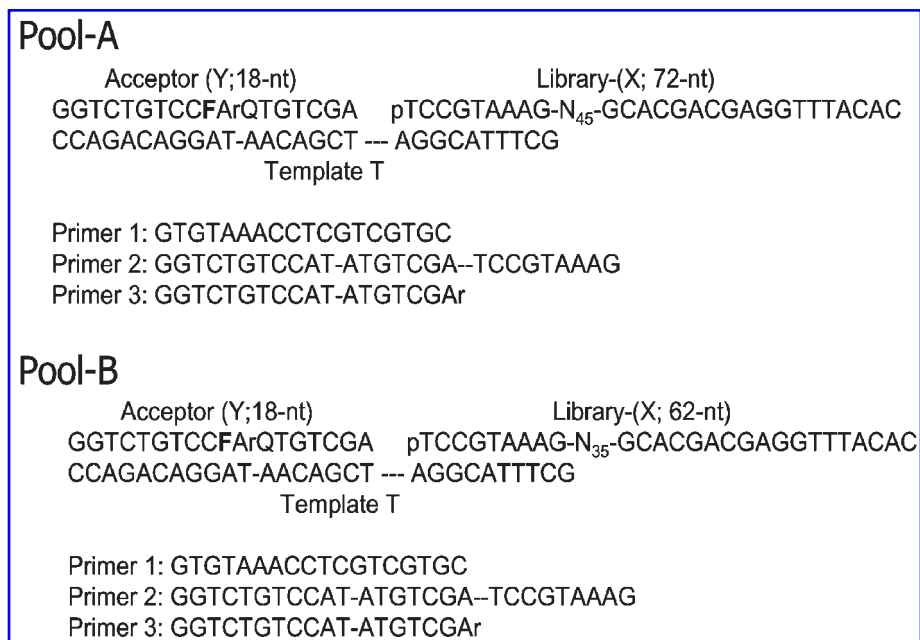 Pool-A
Acceptor (Y;18-nt) Library-(X; 72-nt)
GGTCTGTCCFArQTGTCGA pTCCGTAAAG-N45-GCACGACGAGGTTTACAC
CCAGACAGGAT-AACAGCT --- AGGCATTTCG
Template T
Primer 1: GTGTAAACCTCGTCGTGC
Primer 2: GGTCTGTCCAT-ATGTCGA--TCCGTAAAG
Primer 3: GGTCTGTCCAT-ATGTCGAr
Pool-B
Acceptor (Y;18-nt) Library-(X; 62-nt)
GGTCTGTCCFArQTGTCGA pTCCGTAAAG-N35-GCACGACGAGGTTTACAC
CCAGACAGGAT-AACAGCT --- AGGCATTTCG
Template T
Primer 1: GTGTAAACCTCGTCGTGC
Primer 2: GGTCTGTCCAT-ATGTCGA--TCCGTAAAG
Primer 3: GGTCTGTCCAT-ATGTCGAr